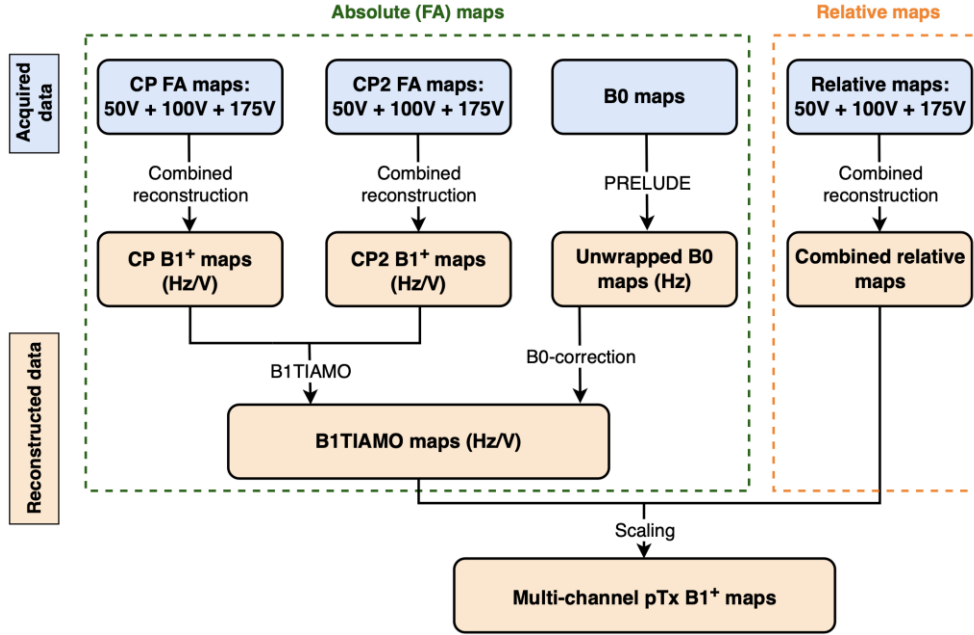 Absolute (FA) maps
Relative maps
Acquired
data
CP FA maps:
50V + 100V + 175V
CP2 FA maps:
50V + 100V + 175V
B0 maps
Relative maps:
50V + 100V + 175V
Combined
reconstruction
Combined
reconstruction
PRELUDE
Combined
reconstruction
CP B1⁺ maps
(Hz/V)
CP2 B1⁺ maps
(Hz/V)
Unwrapped B0
maps (Hz)
Combined relative
maps
Reconstructed data
B1TIAMO
B0-correction
B1TIAMO maps (Hz/V)
Scaling
Multi-channel pTx B1⁺ maps